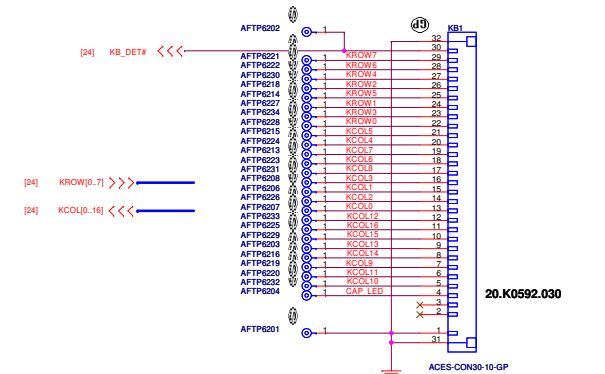 GP
AFTP6202 1 KB1
32
[24] KB_DET# 30
AFTP6221 1 KROW7 29
AFTP6222 1 KROW6 28
AFTP6230 1 KROW4 27
AFTP6218 1 KROW2 26
AFTP6214 1 KROW5 25
AFTP6227 1 KROW1 24
AFTP6234 1 KROW3 23
AFTP6228 1 KROW0 22
AFTP6215 1 KCOL5 21
AFTP6224 1 KCOL4 20
AFTP6213 1 KCOL7 19
AFTP6223 1 KCOL6 18
AFTP6231 1 KCOL8 17
[24] KROW[0..7] AFTP6208 1 KCOL3 16
AFTP6206 1 KCOL1 15
AFTP6226 1 KCOL2 14
[24] KCOL[0..16] AFTP6207 1 KCOL0 13
AFTP6233 1 KCOL12 12
AFTP6225 1 KCOL16 11
AFTP6229 1 KCOL15 10
AFTP6203 1 KCOL13 9
AFTP6216 1 KCOL14 8
AFTP6219 1 KCOL9 7
AFTP6220 1 KCOL11 6
AFTP6232 1 KCOL10 5
AFTP6204 1 CAP_LED 4
20.K0592.030
3
2
AFTP6201 1 1
31
ACES-CON30-10-GP